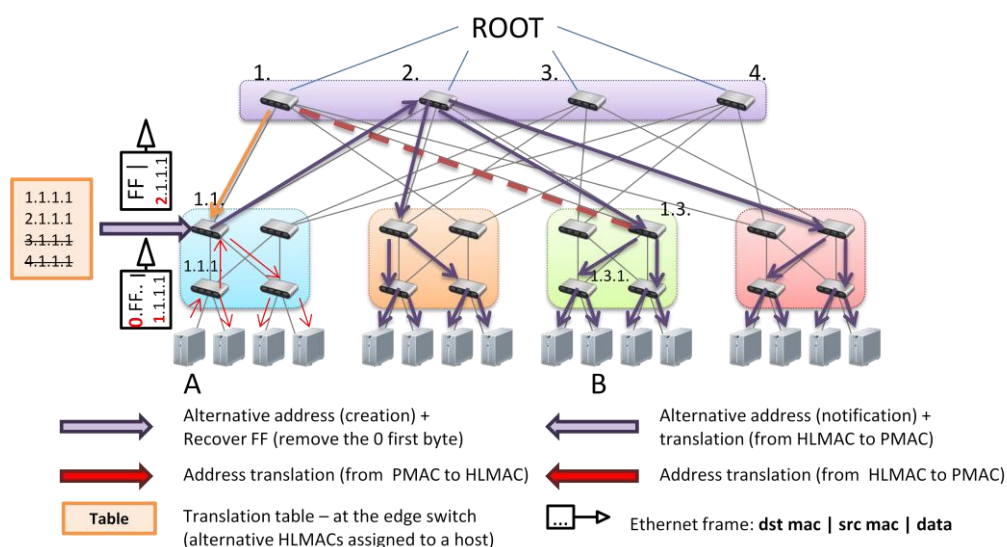 ROOT
1.
2.
3.
4.
FF |
2.1.1.1
1.1.1.1
2.1.1.1
3.1.1.1
4.1.1.1
1.1
1.3.
0.FF.. |
1.1.1.1
1.1.1.
1.3.1.
A
B
Alternative address (creation) +
Recover FF (remove the 0 first byte)
Alternative address (notification) +
translation (from HLMAC to PMAC)
Address translation (from PMAC to HLMAC)
Address translation (from HLMAC to PMAC)
Table
Translation table – at the edge switch
(alternative HLMACs assigned to a host)
...
Ethernet frame: dst mac | src mac | data